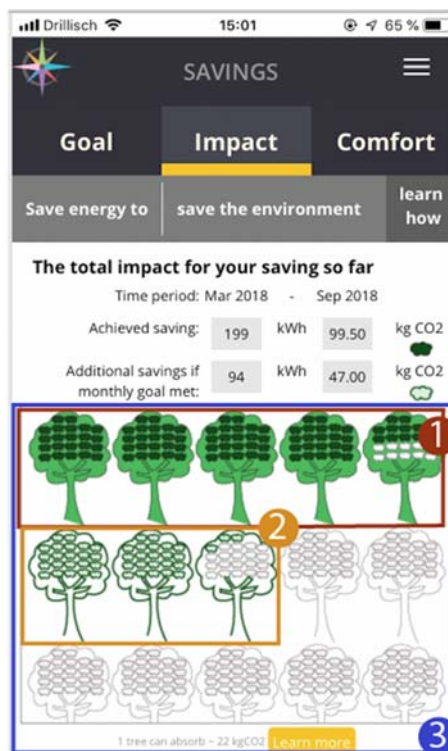 Drillisch 15:01 65 %
SAVINGS
Goal Impact Comfort
Save energy to save the environment learn how
The total impact for your saving so far
Time period: Mar 2018 - Sep 2018
Achieved saving: 199 kWh 99.50 kg CO2
Additional savings if monthly goal met: 94 kWh 47.00 kg CO2
1
2
1 tree can absorb ~ 22 kgCO2 Learn more 3